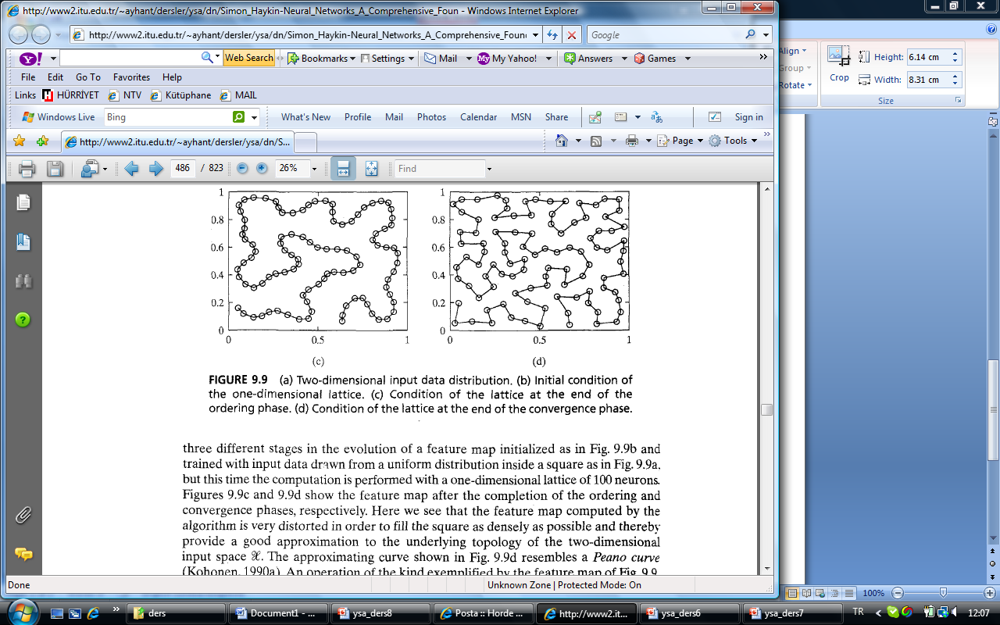 http://www2.itu.edu.tr/~ayhant/dersler/ysa/dn/Simon_Haykin-Neural_Networks_A_Comprehensive_Foun - Windows Internet Explorer
http://www2.itu.edu.tr/~ayhant/dersler/ysa/dn/Simon_Haykin-Neural_Networks_A_Comprehensive_Foun
Google
Y! Web Search Bookmarks Settings Mail My Yahoo! Answers Games
File Edit Go To Favorites Help
Links HÜRRİYET NTV Kütüphane MAIL
Windows Live Bing What's New Profile Mail Photos Calendar MSN Share Sign in
http://www2.itu.edu.tr/~ayhant/dersler/ysa/dn/S... Page Tools
486 / 823 26% Find
Align
Group
Rotate
Crop
Height: 6.14 cm
Width: 8.31 cm
Size
1
0.8
0.6
0.4
0.2
0
0 0.5 1
(c)
1
0.8
0.6
0.4
0.2
0
0 0.5 1
(d)
FIGURE 9.9 (a) Two-dimensional input data distribution. (b) Initial condition of
the one-dimensional lattice. (c) Condition of the lattice at the end of the
ordering phase. (d) Condition of the lattice at the end of the convergence phase.
three different stages in the evolution of a feature map initialized as in Fig. 9.9b and
trained with input data drawn from a uniform distribution inside a square as in Fig. 9.9a,
but this time the computation is performed with a one-dimensional lattice of 100 neurons.
Figures 9.9c and 9.9d show the feature map after the completion of the ordering and
convergence phases, respectively. Here we see that the feature map computed by the
algorithm is very distorted in order to fill the square as densely as possible and thereby
provide a good approximation to the underlying topology of the two-dimensional
input space 𝒳. The approximating curve shown in Fig. 9.9d resembles a Peano curve
(Kohonen, 1990a). An operation of the kind exemplified by the feature map of Fig. 9.9,
Done Unknown Zone | Protected Mode: On
100%
ders Document1 - ... ysa_ders8 Posta :: Horde ... http://www2.it... ysa_ders6 ysa_ders7 TR 12:07